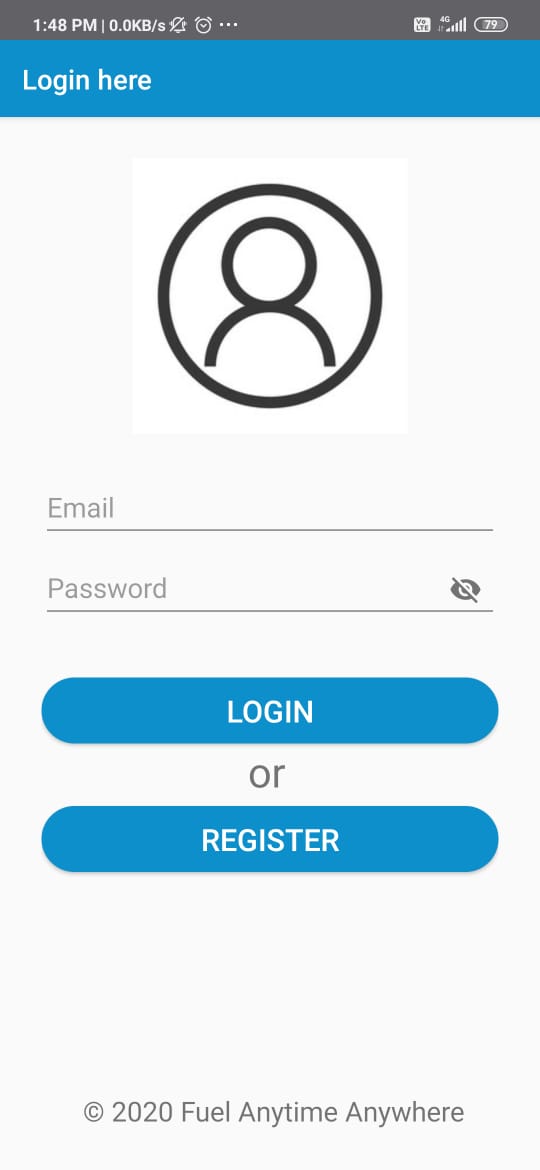 1:48 PM | 0.0KB/s ... Vo LTE 4G 79
Login here
Email
Password
LOGIN
or
REGISTER
© 2020 Fuel Anytime Anywhere